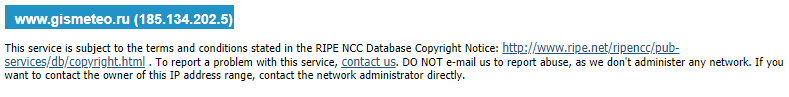 www.gismeteo.ru (185.134.202.5)
This service is subject to the terms and conditions stated in the RIPE NCC Database Copyright Notice: http://www.ripe.net/ripencc/pub-
services/db/copyright.html . To report a problem with this service, contact us. DO NOT e-mail us to report abuse, as we don't administer any network. If you
want to contact the owner of this IP address range, contact the network administrator directly.